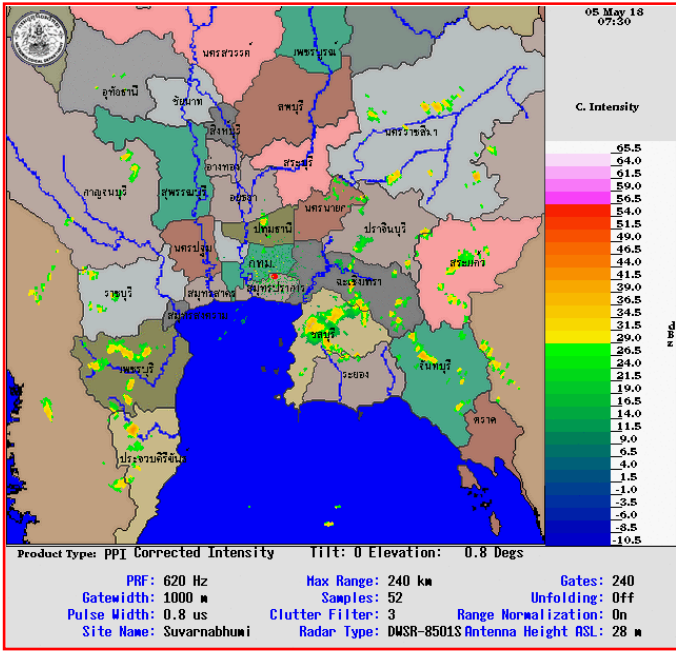 05 May 18
07:30
C. Intensity
65.5
64.0
61.5
59.0
56.5
54.0
51.5
49.0
46.5
44.0
41.5
39.0
36.5
34.0
31.5
29.0
26.5
24.0
21.5
19.0
16.5
14.0
11.5
9.0
6.5
4.0
1.5
-1.0
-3.5
-6.0
-8.5
-10.5
นครสวรรค์
เพชรบูรณ์
อุทัยธานี
ชัยนาท
ลพบุรี
นครราชสีมา
สิงห์บุรี
สระบุรี
อ่างทอง
กาญจนบุรี
สุพรรณบุรี
อยุธยา
นครนายก
ปทุมธานี
ปราจีนบุรี
นครปฐม
กทม.
สระแก้ว
ราชบุรี
สมุทรสาคร
สมุทรปราการ
ฉะเชิงเทรา
สมุทรสงคราม
ชลบุรี
เพชรบุรี
ระยอง
จันทบุรี
ตราด
ประจวบคีรีขันธ์
Product Type: PPI Corrected Intensity Tilt: 0 Elevation: 0.8 Degs
PRF: 620 Hz Max Range: 240 km Gates: 240
Gatewidth: 1000 m Samples: 52 Unfolding: Off
Pulse Width: 0.8 us Clutter Filter: 3 Range Normalization: On
Site Name: Suvarnabhumi Radar Type: DWSR-8501S Antenna Height ASL: 28 m